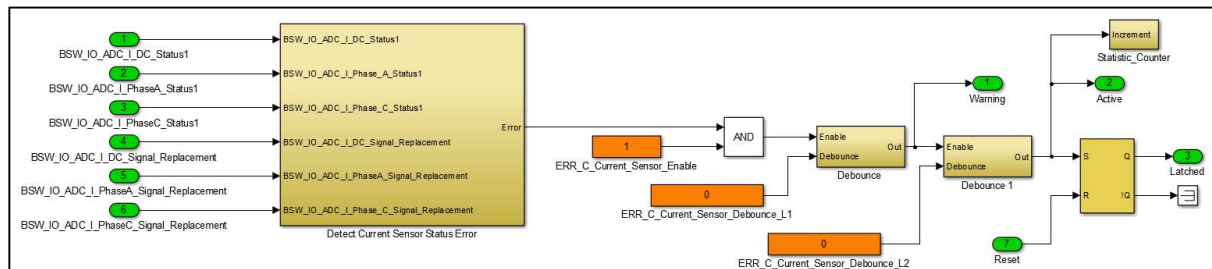 1
BSW_IO_ADC_I_DC_Status1
2
BSW_IO_ADC_I_PhaseA_Status1
3
BSW_IO_ADC_I_PhaseC_Status1
4
BSW_IO_ADC_I_DC_Signal_Replacement
5
BSW_IO_ADC_I_PhaseA_Signal_Replacement
6
BSW_IO_ADC_I_PhaseC_Signal_Replacement
BSW_IO_ADC_I_DC_Status1
BSW_IO_ADC_I_Phase_A_Status1
BSW_IO_ADC_I_Phase_C_Status1
Error
BSW_IO_ADC_I_DC_Signal_Replacement
BSW_IO_ADC_I_PhaseA_Signal_Replacement
BSW_IO_ADC_I_Phase_C_Signal_Replacement
Detect Current Sensor Status Error
1
ERR_C_Current_Sensor_Enable
AND
0
ERR_C_Current_Sensor_Debounce_L1
Enable
Out
Debounce
Debounce
0
ERR_C_Current_Sensor_Debounce_L2
1
Warning
Enable
Out
Debounce
Debounce 1
Increment
Statistic_Counter
2
Active
S
Q
R
!Q
3
Latched
7
Reset